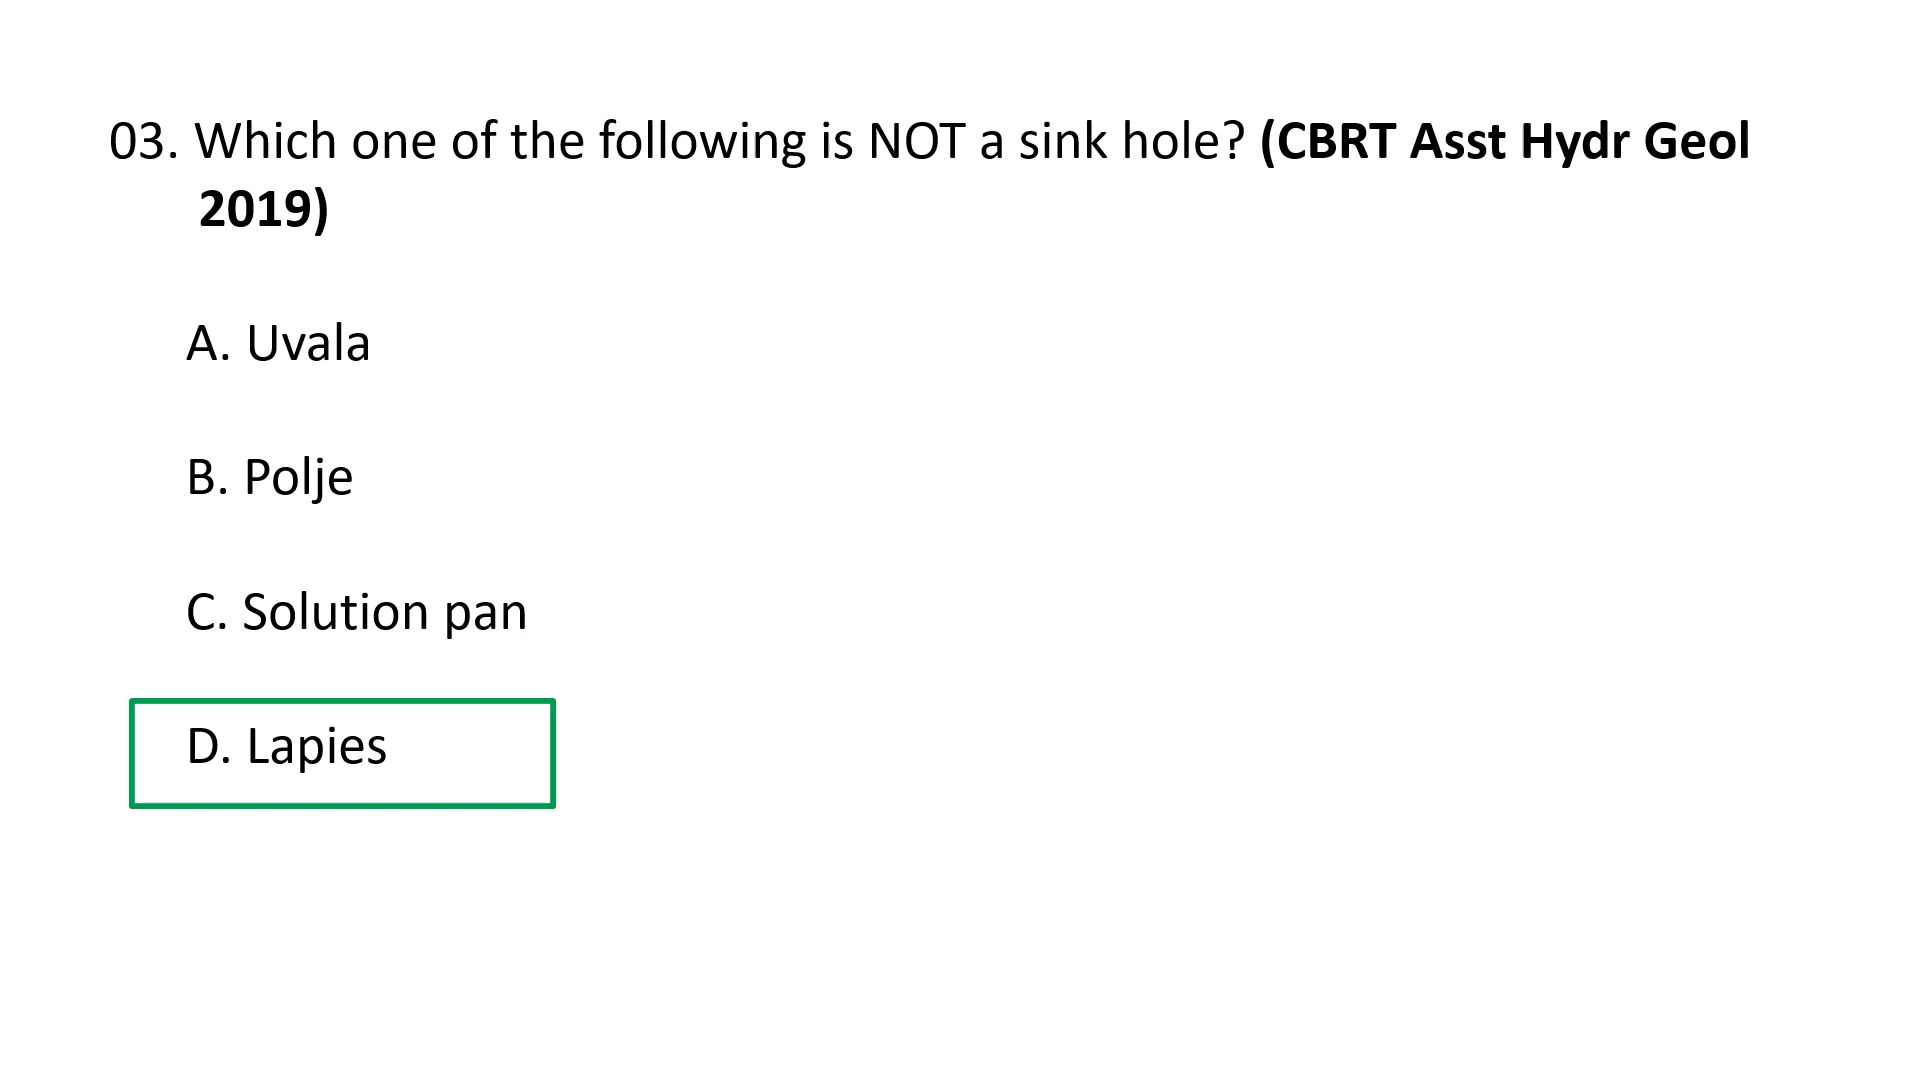 03. Which one of the following is NOT a sink hole? (CBRT Asst Hydr Geol
2019)
A. Uvala
B. Polje
C. Solution pan
D. Lapies